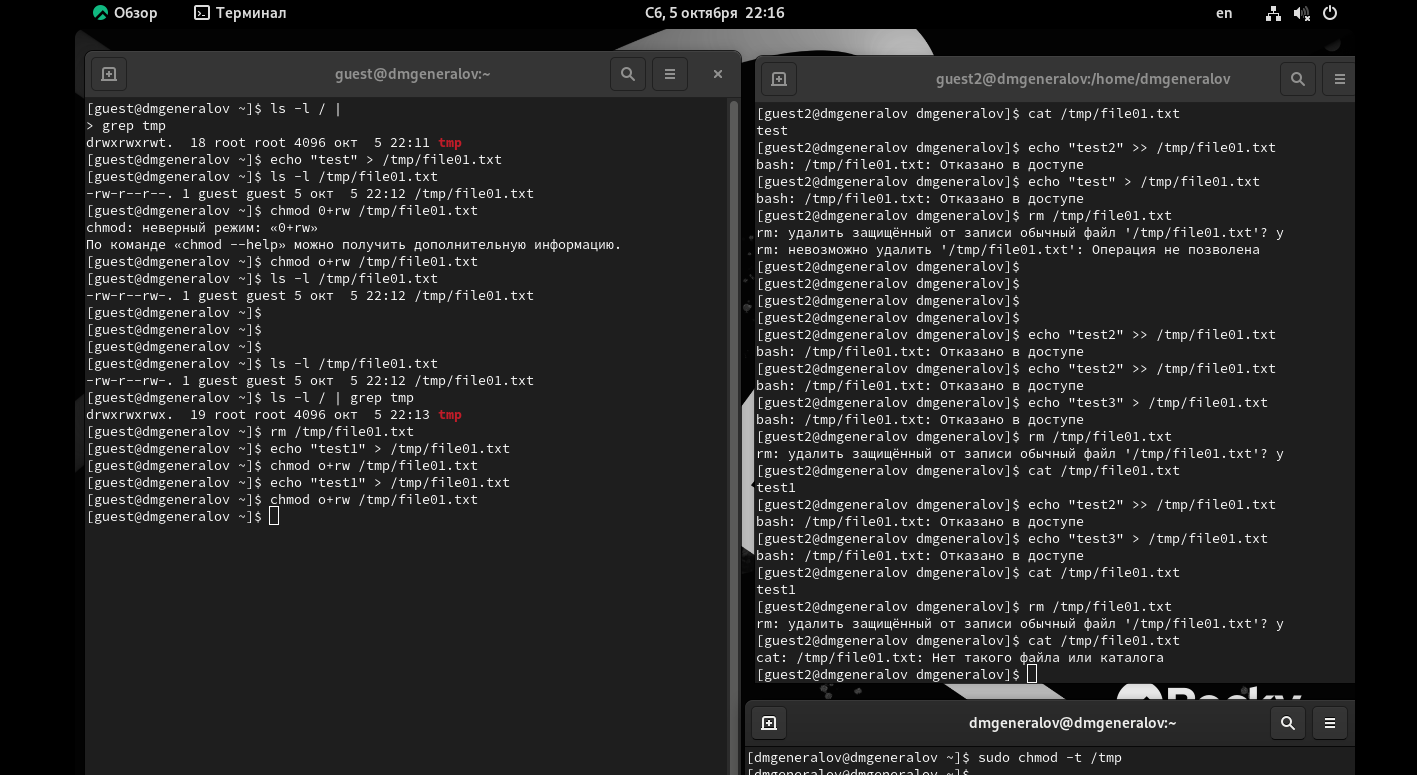 Обзор
Терминал
Сб, 5 октября 22:16
en
guest@dmgeneralov:~
[guest@dmgeneralov ~]$ ls -l / |
> grep tmp
drwxrwxrwt.  18 root root 4096 окт  5 22:11 tmp
[guest@dmgeneralov ~]$ echo "test" > /tmp/file01.txt
[guest@dmgeneralov ~]$ ls -l /tmp/file01.txt
-rw-r--r--. 1 guest guest 5 окт  5 22:12 /tmp/file01.txt
[guest@dmgeneralov ~]$ chmod 0+rw /tmp/file01.txt
chmod: неверный режим: «0+rw»
По команде «chmod --help» можно получить дополнительную информацию.
[guest@dmgeneralov ~]$ chmod o+rw /tmp/file01.txt
[guest@dmgeneralov ~]$ ls -l /tmp/file01.txt
-rw-r--rw-. 1 guest guest 5 окт  5 22:12 /tmp/file01.txt
[guest@dmgeneralov ~]$
[guest@dmgeneralov ~]$
[guest@dmgeneralov ~]$
[guest@dmgeneralov ~]$ ls -l /tmp/file01.txt
-rw-r--rw-. 1 guest guest 5 окт  5 22:12 /tmp/file01.txt
[guest@dmgeneralov ~]$ ls -l / | grep tmp
drwxrwxrwx.  19 root root 4096 окт  5 22:13 tmp
[guest@dmgeneralov ~]$ rm /tmp/file01.txt
[guest@dmgeneralov ~]$ echo "test1" > /tmp/file01.txt
[guest@dmgeneralov ~]$ chmod o+rw /tmp/file01.txt
[guest@dmgeneralov ~]$ echo "test1" > /tmp/file01.txt
[guest@dmgeneralov ~]$ chmod o+rw /tmp/file01.txt
[guest@dmgeneralov ~]$
guest2@dmgeneralov:/home/dmgeneralov
[guest2@dmgeneralov dmgeneralov]$ cat /tmp/file01.txt
test
[guest2@dmgeneralov dmgeneralov]$ echo "test2" >> /tmp/file01.txt
bash: /tmp/file01.txt: Отказано в доступе
[guest2@dmgeneralov dmgeneralov]$ echo "test" > /tmp/file01.txt
bash: /tmp/file01.txt: Отказано в доступе
[guest2@dmgeneralov dmgeneralov]$ rm /tmp/file01.txt
rm: удалить защищённый от записи обычный файл '/tmp/file01.txt'? y
rm: невозможно удалить '/tmp/file01.txt': Операция не позволена
[guest2@dmgeneralov dmgeneralov]$
[guest2@dmgeneralov dmgeneralov]$
[guest2@dmgeneralov dmgeneralov]$
[guest2@dmgeneralov dmgeneralov]$
[guest2@dmgeneralov dmgeneralov]$ echo "test2" >> /tmp/file01.txt
bash: /tmp/file01.txt: Отказано в доступе
[guest2@dmgeneralov dmgeneralov]$ echo "test2" >> /tmp/file01.txt
bash: /tmp/file01.txt: Отказано в доступе
[guest2@dmgeneralov dmgeneralov]$ echo "test3" > /tmp/file01.txt
bash: /tmp/file01.txt: Отказано в доступе
[guest2@dmgeneralov dmgeneralov]$ rm /tmp/file01.txt
rm: удалить защищённый от записи обычный файл '/tmp/file01.txt'? y
[guest2@dmgeneralov dmgeneralov]$ cat /tmp/file01.txt
test1
[guest2@dmgeneralov dmgeneralov]$ echo "test2" >> /tmp/file01.txt
bash: /tmp/file01.txt: Отказано в доступе
[guest2@dmgeneralov dmgeneralov]$ echo "test3" > /tmp/file01.txt
bash: /tmp/file01.txt: Отказано в доступе
[guest2@dmgeneralov dmgeneralov]$ cat /tmp/file01.txt
test1
[guest2@dmgeneralov dmgeneralov]$ rm /tmp/file01.txt
rm: удалить защищённый от записи обычный файл '/tmp/file01.txt'? y
[guest2@dmgeneralov dmgeneralov]$ cat /tmp/file01.txt
cat: /tmp/file01.txt: Нет такого файла или каталога
[guest2@dmgeneralov dmgeneralov]$
Rocky
dmgeneralov@dmgeneralov:~
[dmgeneralov@dmgeneralov ~]$ sudo chmod -t /tmp
[dmgeneralov@dmgeneralov ~]$